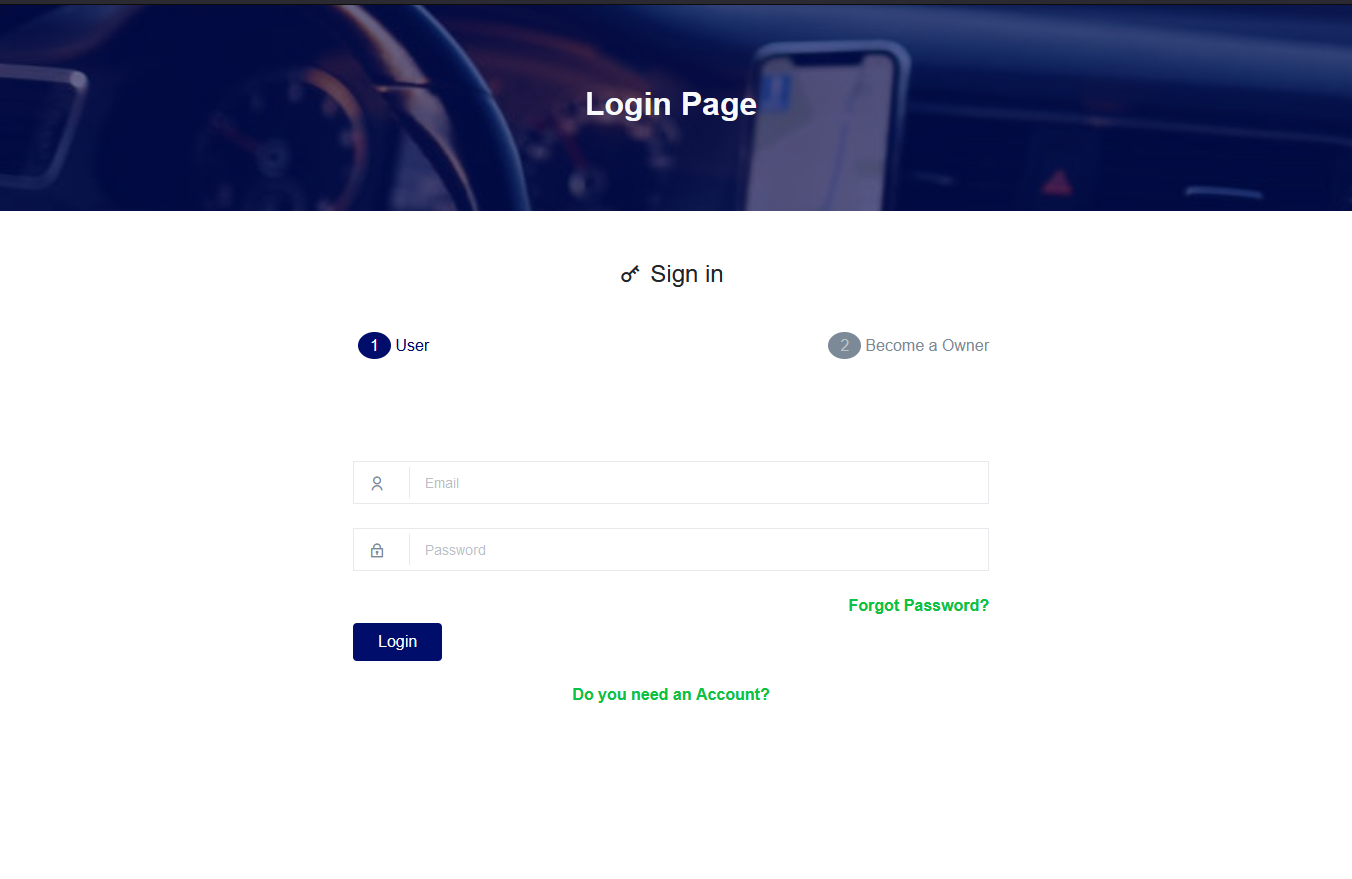 Login Page
Sign in
1 User
2 Become a Owner
Email
Password
Forgot Password?
Login
Do you need an Account?